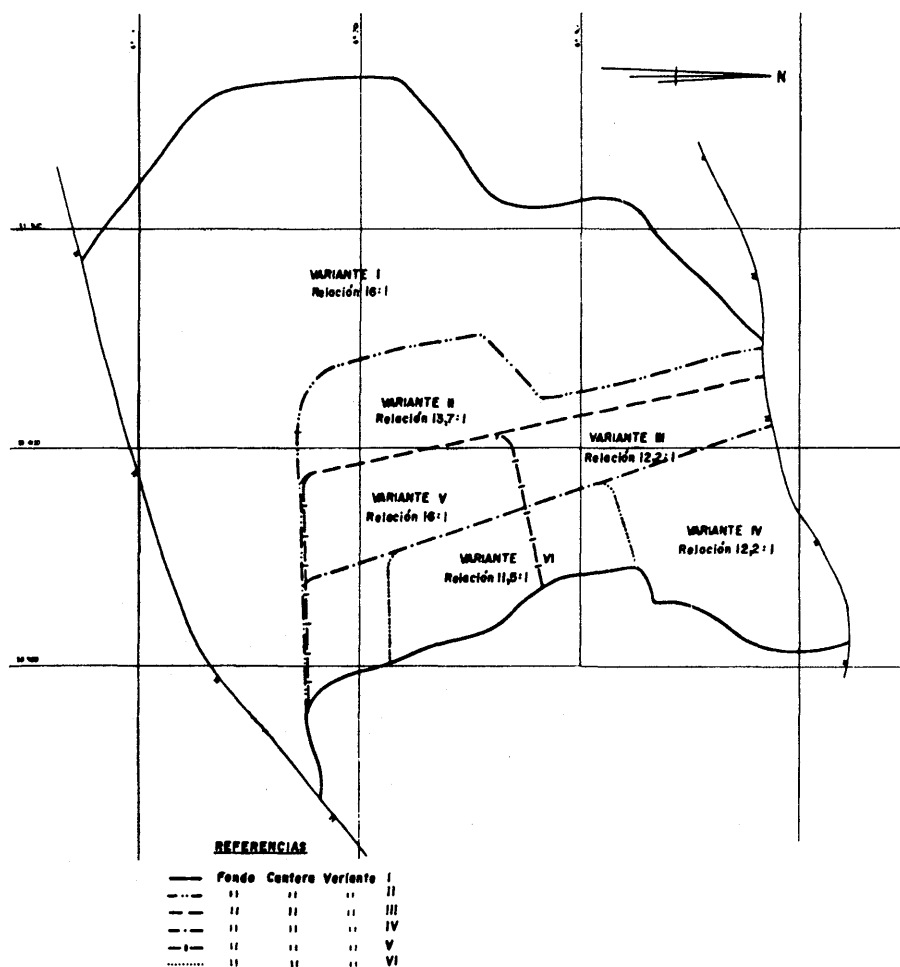 N
VARIANTE I
Relación 16:1
VARIANTE II
Relación 13,7:1
VARIANTE III
Relación 12,2:1
VARIANTE V
Relación 16:1
VARIANTE VI
Relación 11,5:1
VARIANTE IV
Relación 12,2:1
REFERENCIAS
Fondo Cantera Variante I
" " " II
" " " III
" " " IV
" " " V
" " " VI